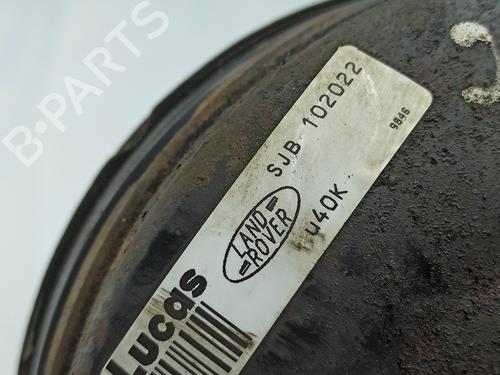 B-PARTS
Lucas
LAND
ROVER
SJB 102022
U40K
9846